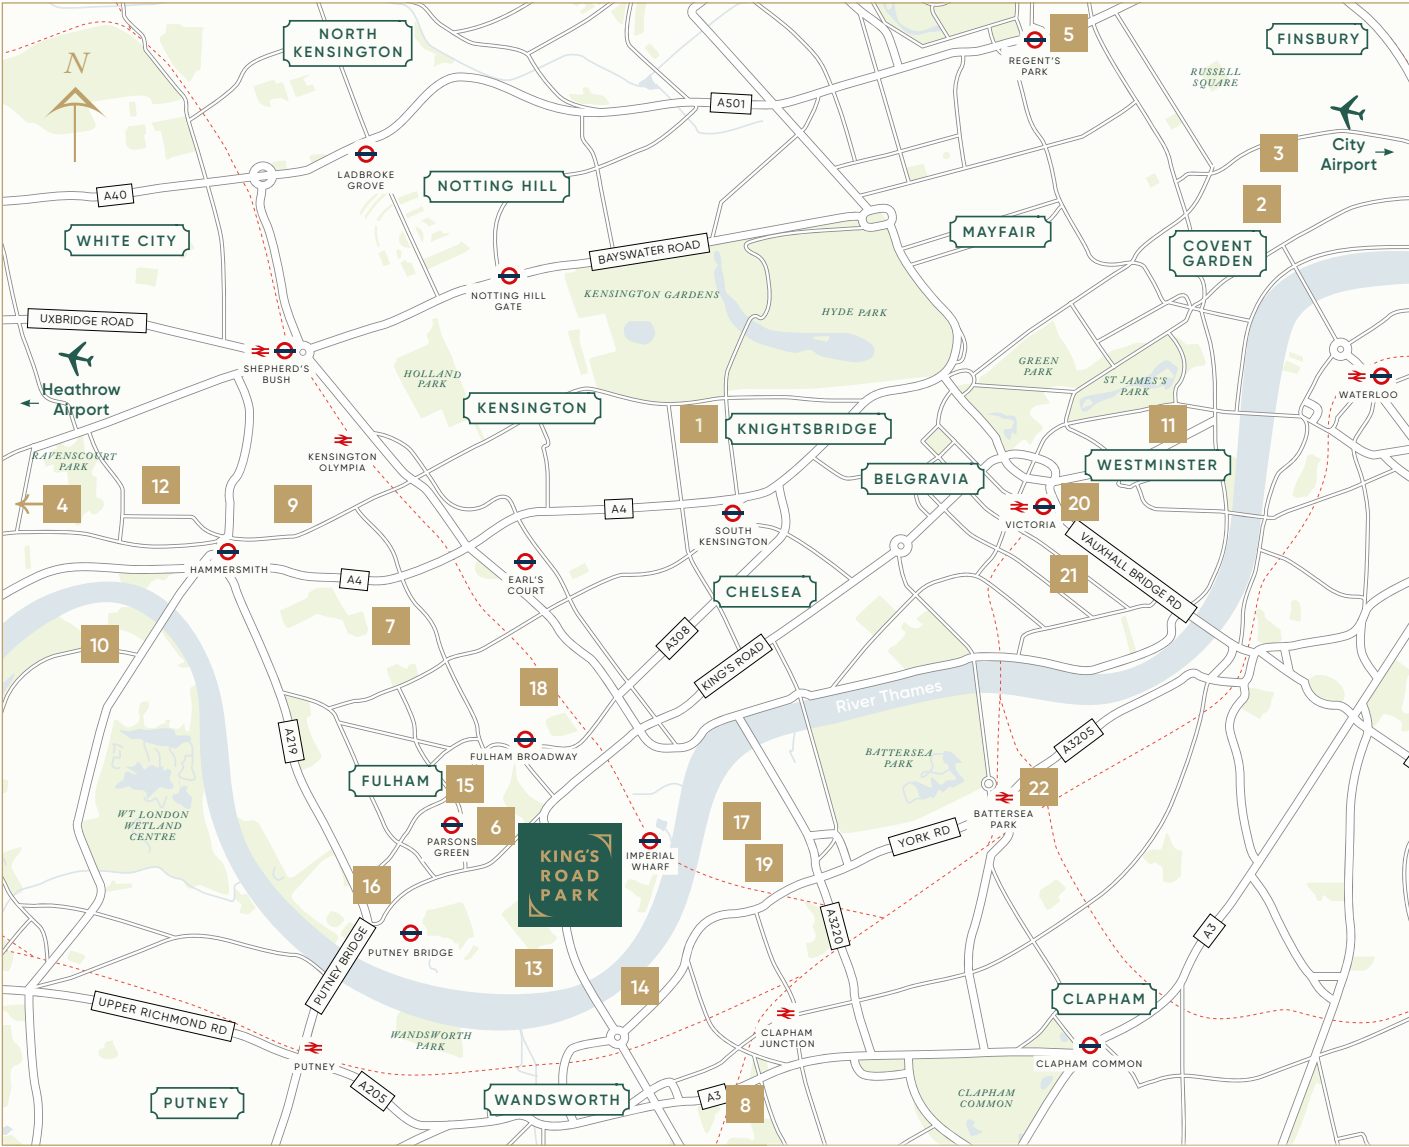 NORTH
KENSINGTON
5
REGENT'S
PARK
FINSBURY
N
RUSSELL
SQUARE
A501
City
Airport
3
LADBROKE
GROVE
NOTTING HILL
A40
2
WHITE CITY
MAYFAIR
COVENT
GARDEN
BAYSWATER ROAD
NOTTING HILL
GATE
KENSINGTON GARDENS
HYDE PARK
UXBRIDGE ROAD
SHEPHERD'S
BUSH
Heathrow
Airport
HOLLAND
PARK
GREEN
PARK
ST JAMES'S
PARK
WATERLOO
KENSINGTON
1
KNIGHTSBRIDGE
11
KENSINGTON
OLYMPIA
RAVENSCOURT
PARK
WESTMINSTER
BELGRAVIA
12
4
9
A4
SOUTH
KENSINGTON
VICTORIA
20
VAUXHALL BRIDGE RD
HAMMERSMITH
A4
EARL'S
COURT
CHELSEA
21
10
7
A308
KING'S ROAD
18
River Thames
A219
FULHAM BROADWAY
A3205
BATTERSEA
PARK
FULHAM
15
22
BATTERSEA
PARK
WT LONDON
WETLAND
CENTRE
PARSONS
GREEN
6
KING'S
ROAD
PARK
IMPERIAL
WHARF
17
19
YORK RD
16
A3220
A3
PUTNEY BRIDGE
PUTNEY BRIDGE
13
14
CLAPHAM
UPPER RICHMOND RD
WANDSWORTH
PARK
CLAPHAM
JUNCTION
CLAPHAM COMMON
PUTNEY
A205
PUTNEY
WANDSWORTH
A3
8
CLAPHAM
COMMON